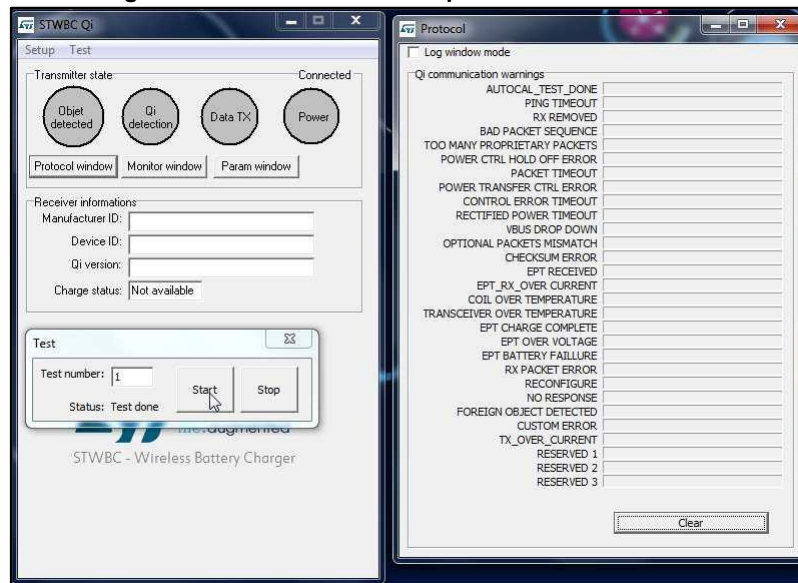 STWBC Qi
Setup Test
Transmitter state
Connected
Objet
detected
Qi
detection
Data TX
Power
Protocol window
Monitor window
Param window
Receiver informations
Manufacturer ID:
Device ID:
Qi version:
Charge status: Not available
Test
Test number: 1
Start
Stop
Status: Test done
STWBC - Wireless Battery Charger
Protocol
Log window mode
Qi communication warnings
AUTOCAL_TEST_DONE
PING TIMEOUT
RX REMOVED
BAD PACKET SEQUENCE
TOO MANY PROPRIETARY PACKETS
POWER CTRL HOLD OFF ERROR
PACKET TIMEOUT
POWER TRANSFER CTRL ERROR
CONTROL ERROR TIMEOUT
RECTIFIED POWER TIMEOUT
VBUS DROP DOWN
OPTIONAL PACKETS MISMATCH
CHECKSUM ERROR
EPT RECEIVED
EPT_RX_OVER CURRENT
COIL OVER TEMPERATURE
TRANSCEIVER OVER TEMPERATURE
EPT CHARGE COMPLETE
EPT OVER VOLTAGE
EPT BATTERY FAILLURE
RX PACKET ERROR
RECONFIGURE
NO RESPONSE
FOREIGN OBJECT DETECTED
CUSTOM ERROR
TX_OVER_CURRENT
RESERVED 1
RESERVED 2
RESERVED 3
Clear